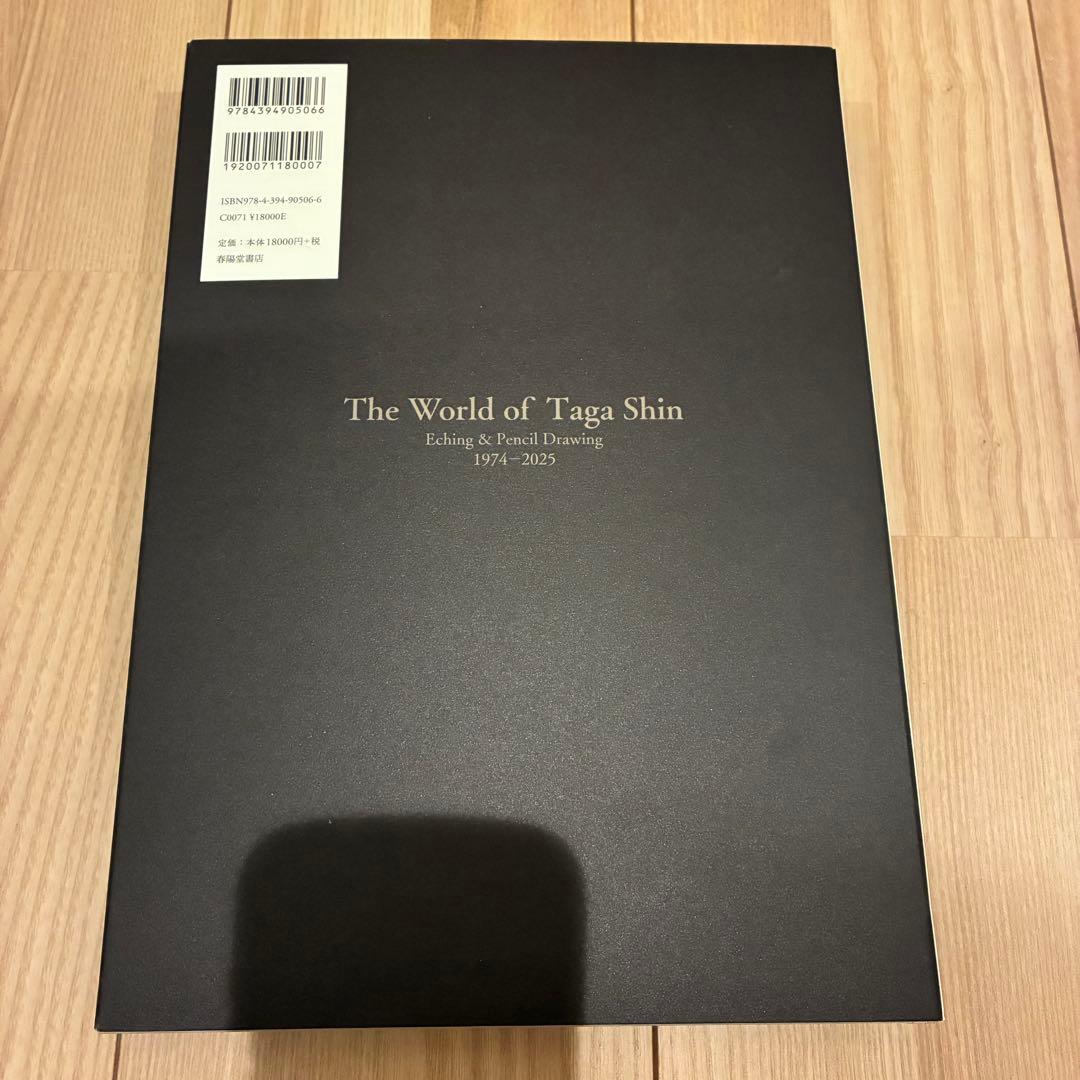 9784394905066
1920071180007
ISBN978-4-394-90506-6
C0071 ¥18000E
定価：本体18000円+税
春陽堂書店
The World of Taga Shin
Eching & Pencil Drawing
1974−2025